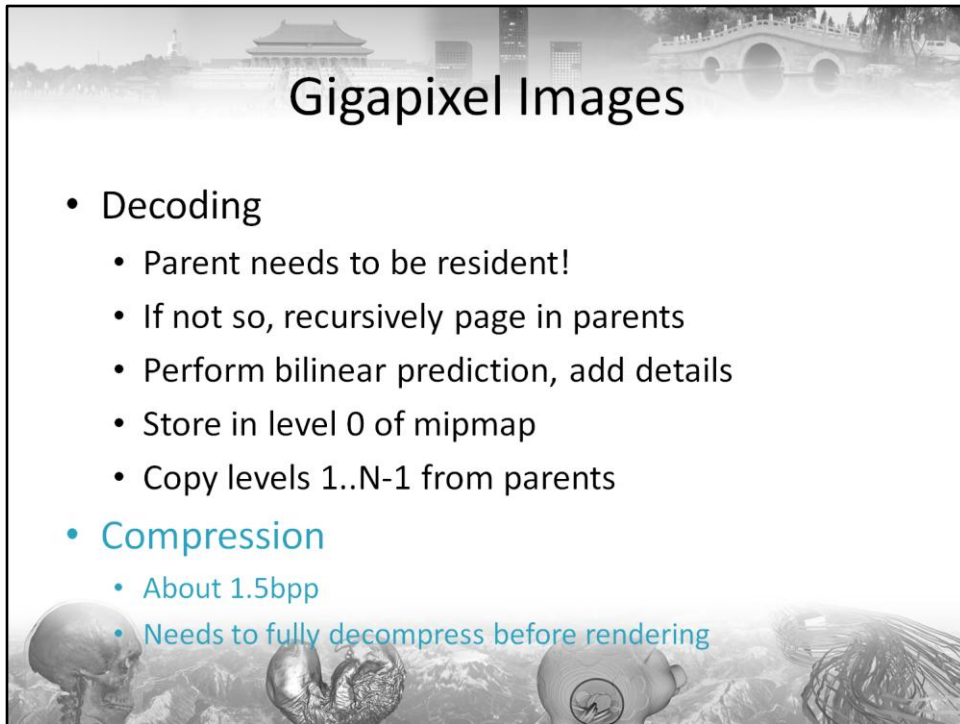 Gigapixel Images
• Decoding
• Parent needs to be resident!
• If not so, recursively page in parents
• Perform bilinear prediction, add details
• Store in level 0 of mipmap
• Copy levels 1..N-1 from parents
• Compression
• About 1.5bpp
• Needs to fully decompress before rendering